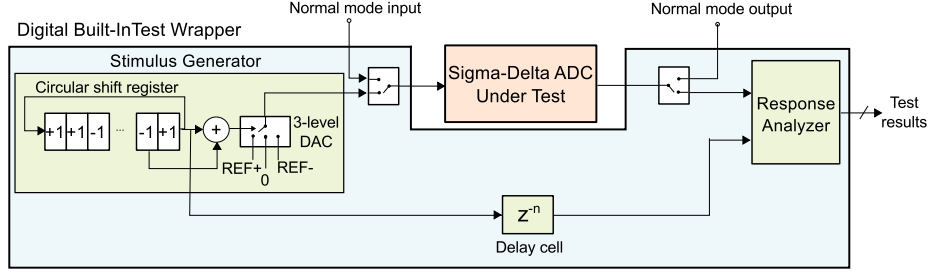 Normal mode input
Normal mode output
Digital Built-InTest Wrapper
Stimulus Generator
Circular shift register
+1 +1 -1 ... -1 +1
+
3-level
DAC
REF+
0
REF-
Sigma-Delta ADC
Under Test
Response
Analyzer
Test
results
z-n
Delay cell